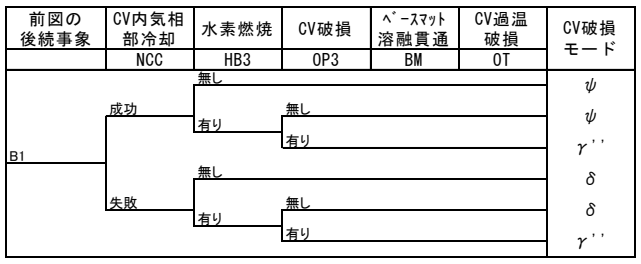 前図の
後続事象
CV内気相
部冷却
水素燃焼
CV破損
ベースマット
溶融貫通
CV過温
破損
CV破損
モード
NCC
HB3
OP3
BM
OT
無し
ψ
成功
無し
ψ
有り
有り
γ''
B1
無し
δ
失敗
無し
δ
有り
有り
γ''